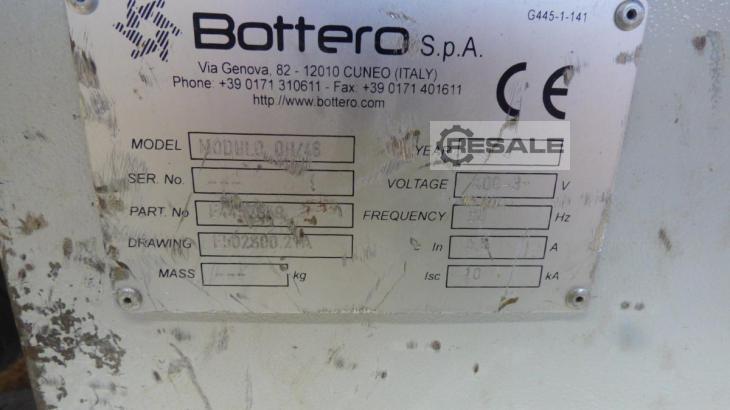 G445-1-141
Bottero S.p.A.
Via Genova, 82 - 12010 CUNEO (ITALY)
Phone: +39 0171 310611 - Fax: +39 0171 401611
http://www.bottero.com
CE
RESALE
MODEL MODULO YEAR
SER. No. --- VOLTAGE V
PART. No FREQUENCY Hz
DRAWING In A
MASS --- kg Isc 10 kA